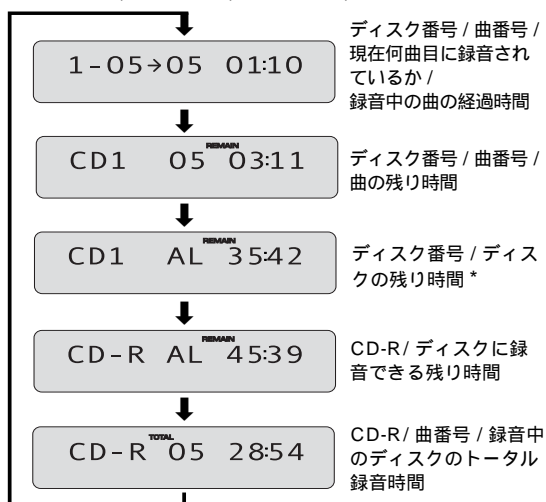 1-05→05 01:10
ディスク番号 / 曲番号 /
現在何曲目に録音され
ているか /
録音中の曲の経過時間
REMAIN
CD1 05 03:11
ディスク番号 / 曲番号 /
曲の残り時間
REMAIN
CD1 AL 35:42
ディスク番号 / ディス
クの残り時間 *
REMAIN
CD-R AL 45:39
CD-R/ ディスクに録
音できる残り時間
TOTAL
CD-R 05 28:54
CD-R/ 曲番号 / 録音中
のディスクのトータル
録音時間